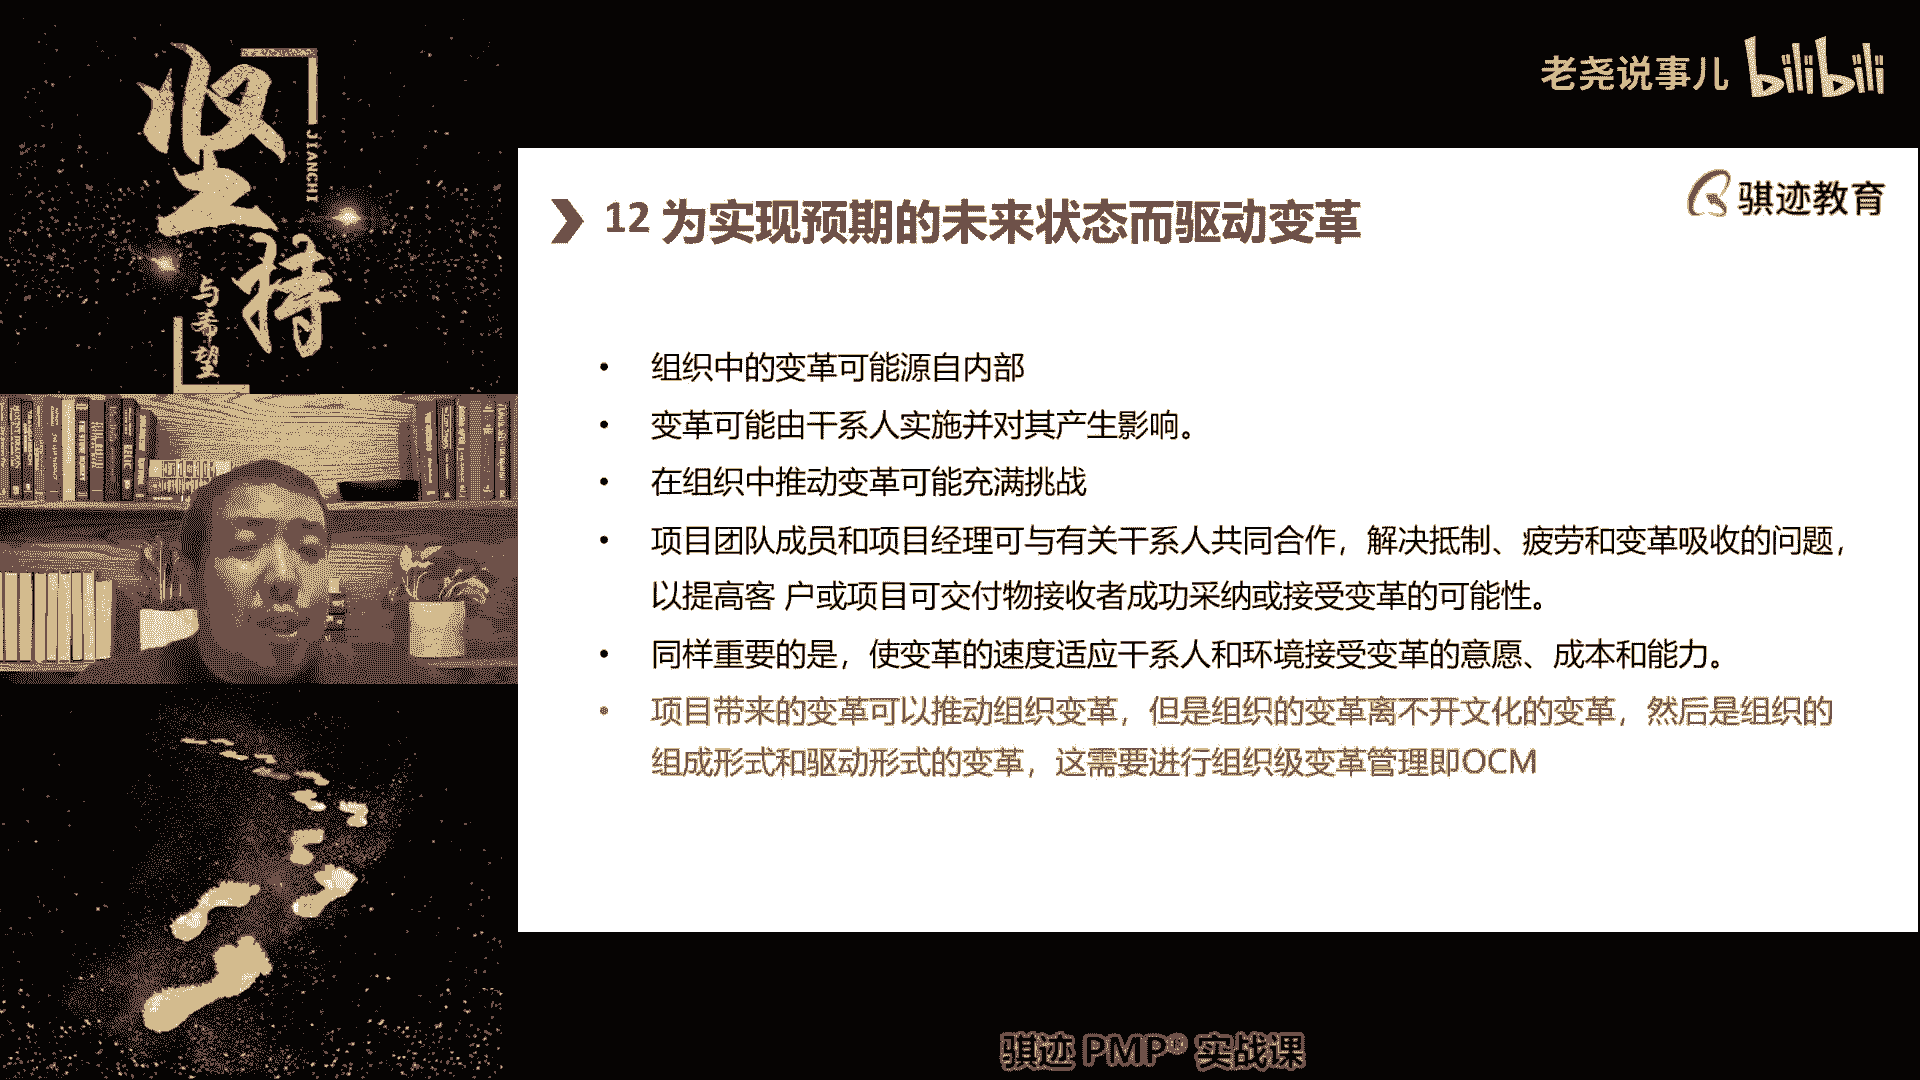 坚持
JIANCHI
与希望
老尧说事儿 bilibili
骐迹教育
12 为实现预期的未来状态而驱动变革
• 组织中的变革可能源自内部
• 变革可能由干系人实施并对其产生影响。
• 在组织中推动变革可能充满挑战
• 项目团队成员和项目经理可与有关干系人共同合作，解决抵制、疲劳和变革吸收的问题，
以提高客 户或项目可交付物接收者成功采纳或接受变革的可能性。
• 同样重要的是，使变革的速度适应干系人和环境接受变革的意愿、成本和能力。
• 项目带来的变革可以推动组织变革，但是组织的变革离不开文化的变革，然后是组织的
组成形式和驱动形式的变革，这需要进行组织级变革管理即OCM
骐迹 PMP® 实战课